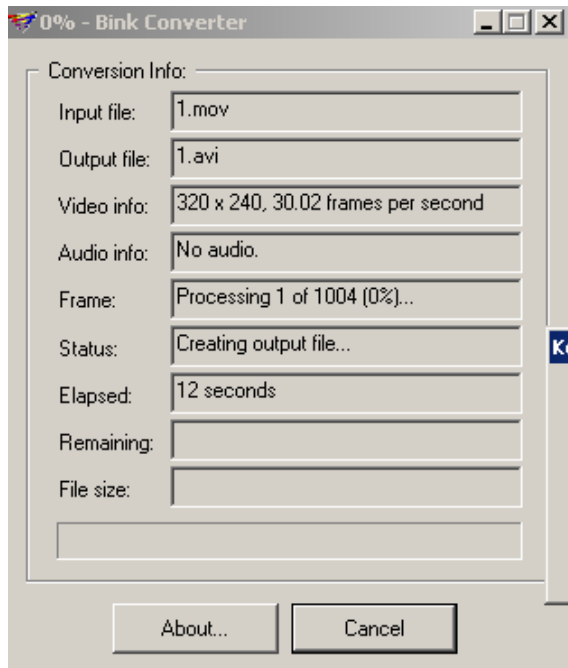 0% - Bink Converter
Conversion Info:
Input file: 1.mov
Output file: 1.avi
Video info: 320 x 240, 30.02 frames per second
Audio info: No audio.
Frame: Processing 1 of 1004 (0%)...
Status: Creating output file...
Elapsed: 12 seconds
Remaining:
File size:
About... Cancel